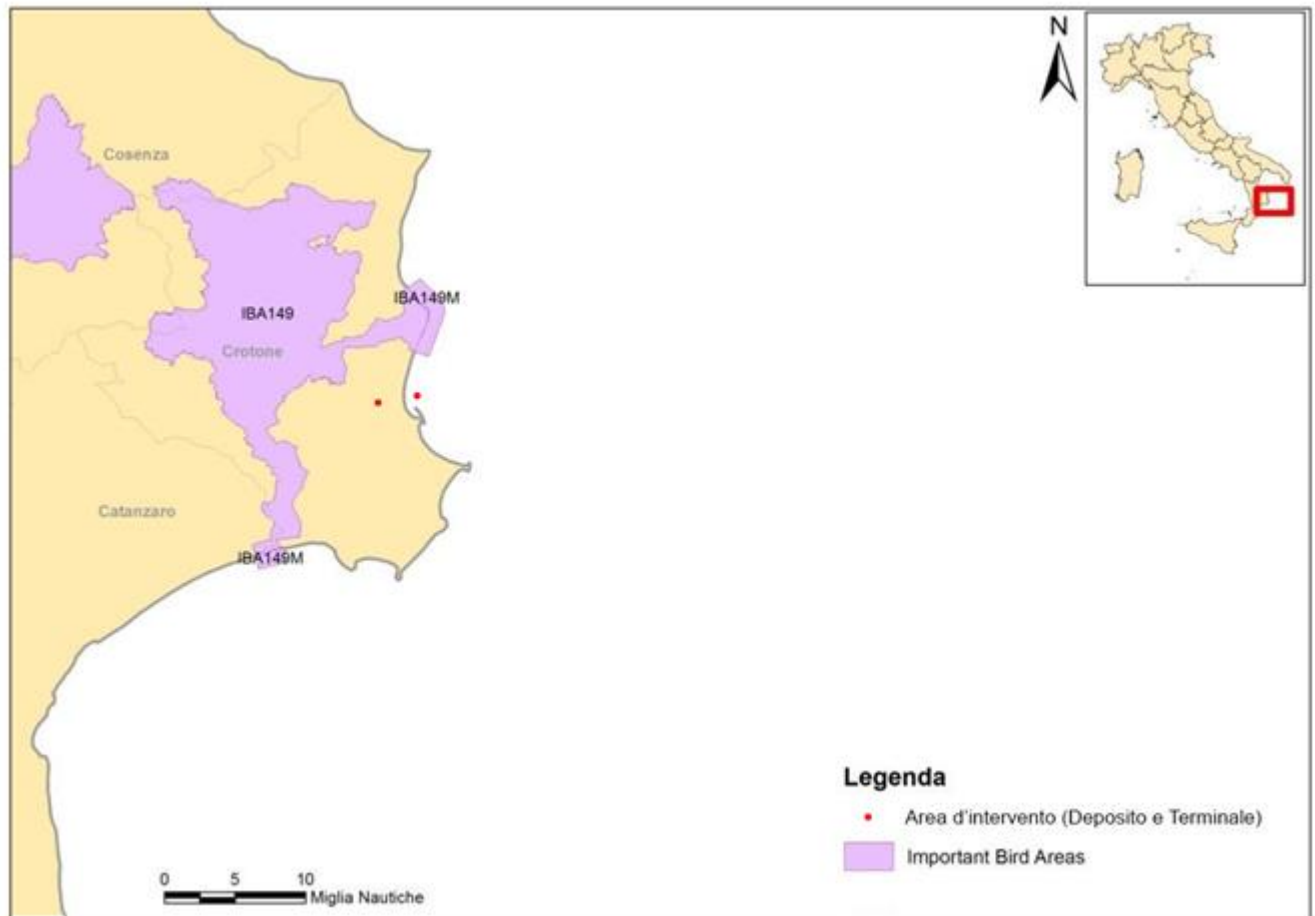 N
Cosenza
IBA149M
IBA149
Crotone
Catanzaro
IBA149M
Legenda
Area d'intervento (Deposito e Terminale)
Important Bird Areas
0 5 10
Miglia Nautiche